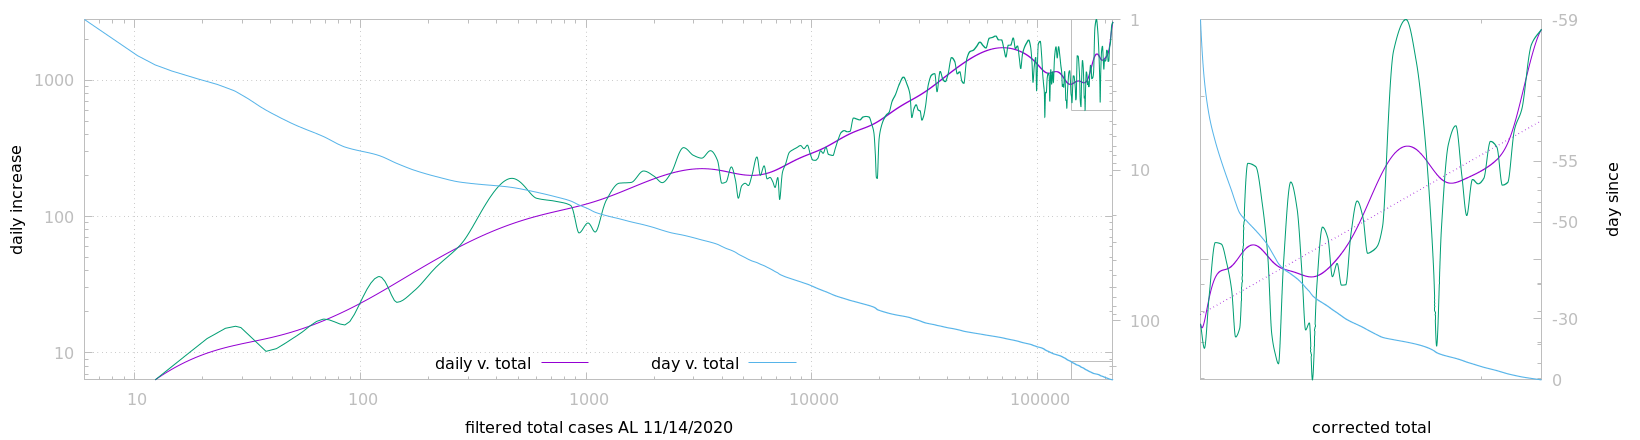 daily increase
1000
100
10
10
100
1000
10000
100000
daily v. total
day v. total
filtered total cases AL 11/14/2020
1
10
100
-59
-55
-50
-30
0
day since
corrected total